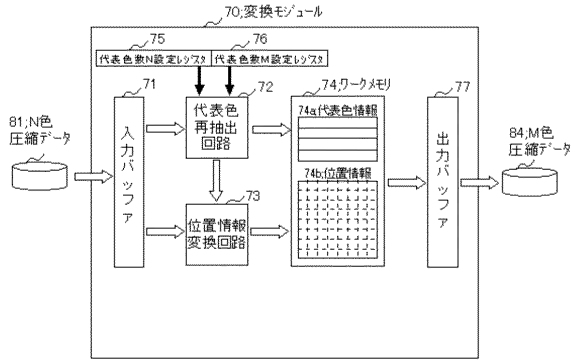 70;変換モジュール
75
76
代表色数N設定レジスタ
代表色数M設定レジスタ
71
入力バッファ
72
代表色
再抽出
回路
74;ワークメモリ
74a;代表色情報
74b;位置情報
77
出力バッファ
81;N色
圧縮データ
84;M色
圧縮データ
73
位置情報
変換回路